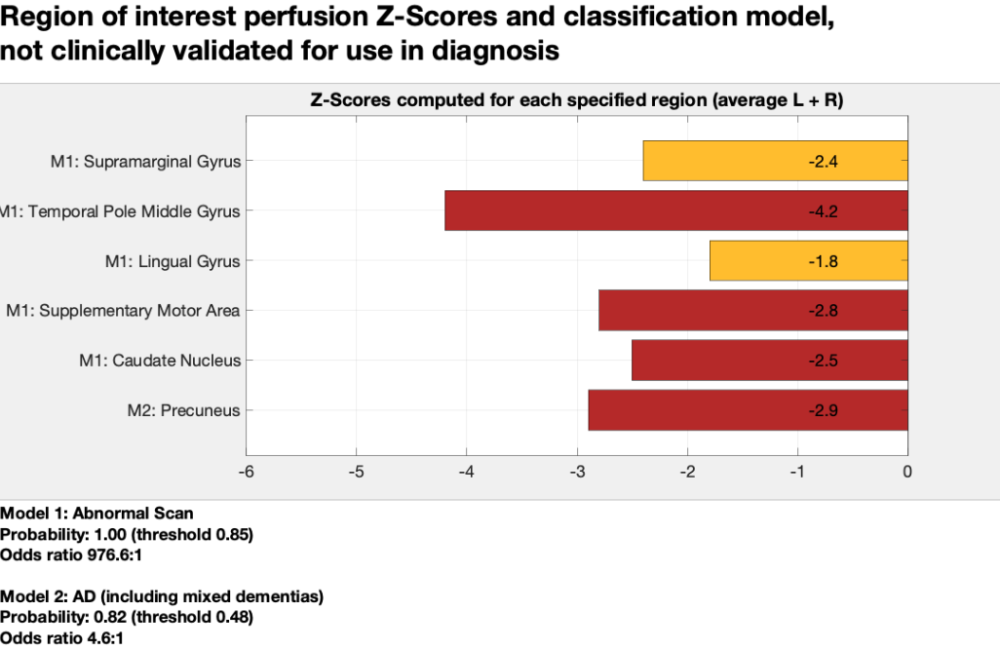 Region of interest perfusion Z-Scores and classification model,
not clinically validated for use in diagnosis
Z-Scores computed for each specified region (average L + R)
M1: Supramarginal Gyrus
-2.4
M1: Temporal Pole Middle Gyrus
-4.2
M1: Lingual Gyrus
-1.8
M1: Supplementary Motor Area
-2.8
M1: Caudate Nucleus
-2.5
M2: Precuneus
-2.9
-6 -5 -4 -3 -2 -1 0
Model 1: Abnormal Scan
Probability: 1.00 (threshold 0.85)
Odds ratio 976.6:1
Model 2: AD (including mixed dementias)
Probability: 0.82 (threshold 0.48)
Odds ratio 4.6:1